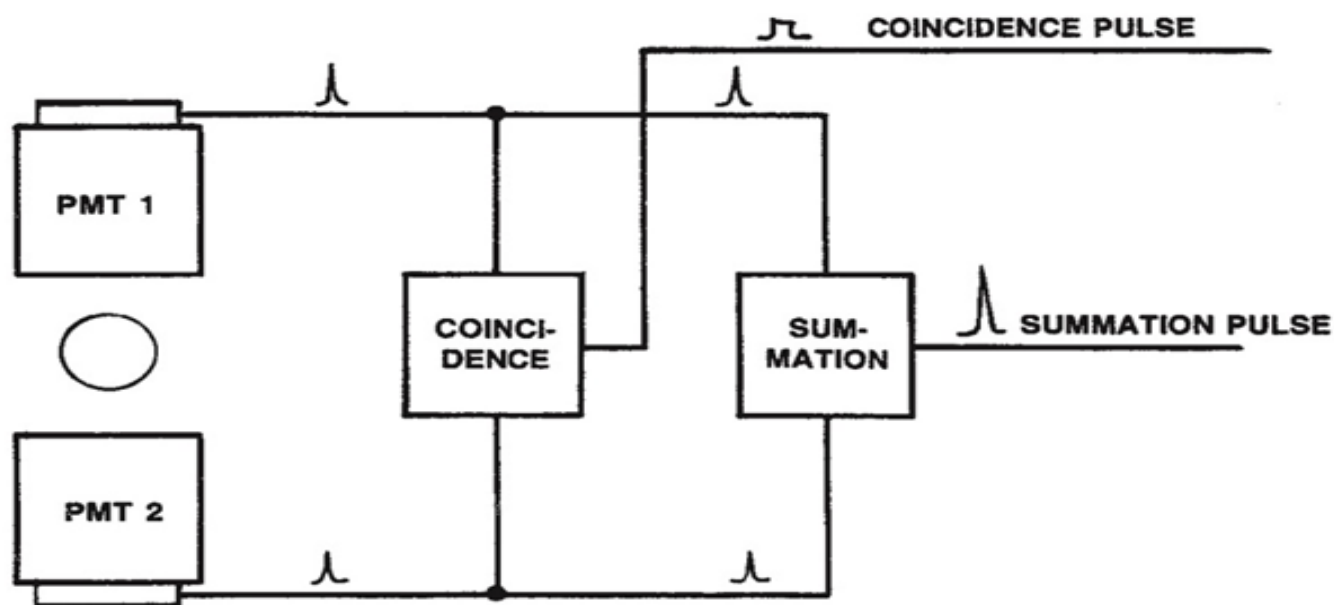 COINCIDENCE PULSE
PMT 1
COINCI-
DENCE
SUM-
MATION
SUMMATION PULSE
PMT 2